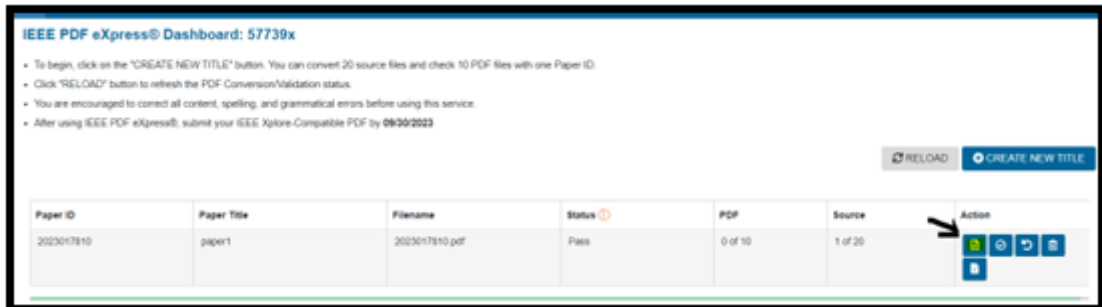 IEEE PDF eXpress® Dashboard: 57739x
• To begin, click on the "CREATE NEW TITLE" button. You can convert 20 source files and check 10 PDF files with one Paper ID.
• Click "RELOAD" button to refresh the PDF Conversion/Validation status.
• You are encouraged to correct all content, spelling, and grammatical errors before using this service.
• After using IEEE PDF eXpress®, submit your IEEE Xplore-Compatible PDF by 09/30/2023
RELOAD CREATE NEW TITLE
Paper ID Paper Title Filename Status PDF Source Action
2023017810 paper1 2023017810.pdf Pass 0 of 10 1 of 20